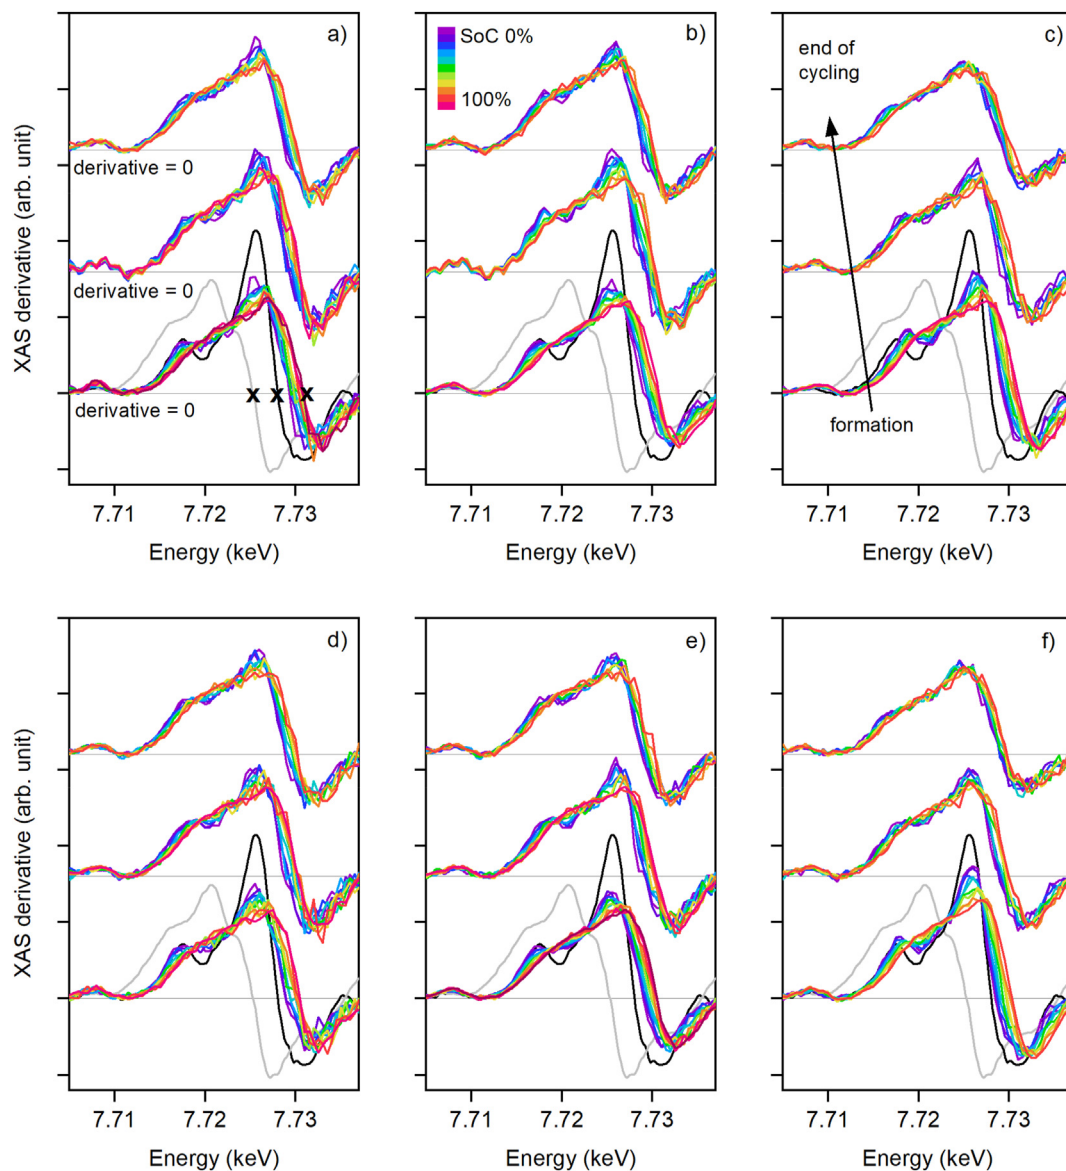 a)
derivative = 0
derivative = 0
derivative = 0
x x x
XAS derivative (arb. unit)
7.71 7.72 7.73
Energy (keV)
b)
SoC 0%
100%
7.71 7.72 7.73
Energy (keV)
c)
end of
cycling
formation
7.71 7.72 7.73
Energy (keV)
d)
XAS derivative (arb. unit)
7.71 7.72 7.73
Energy (keV)
e)
7.71 7.72 7.73
Energy (keV)
f)
7.71 7.72 7.73
Energy (keV)